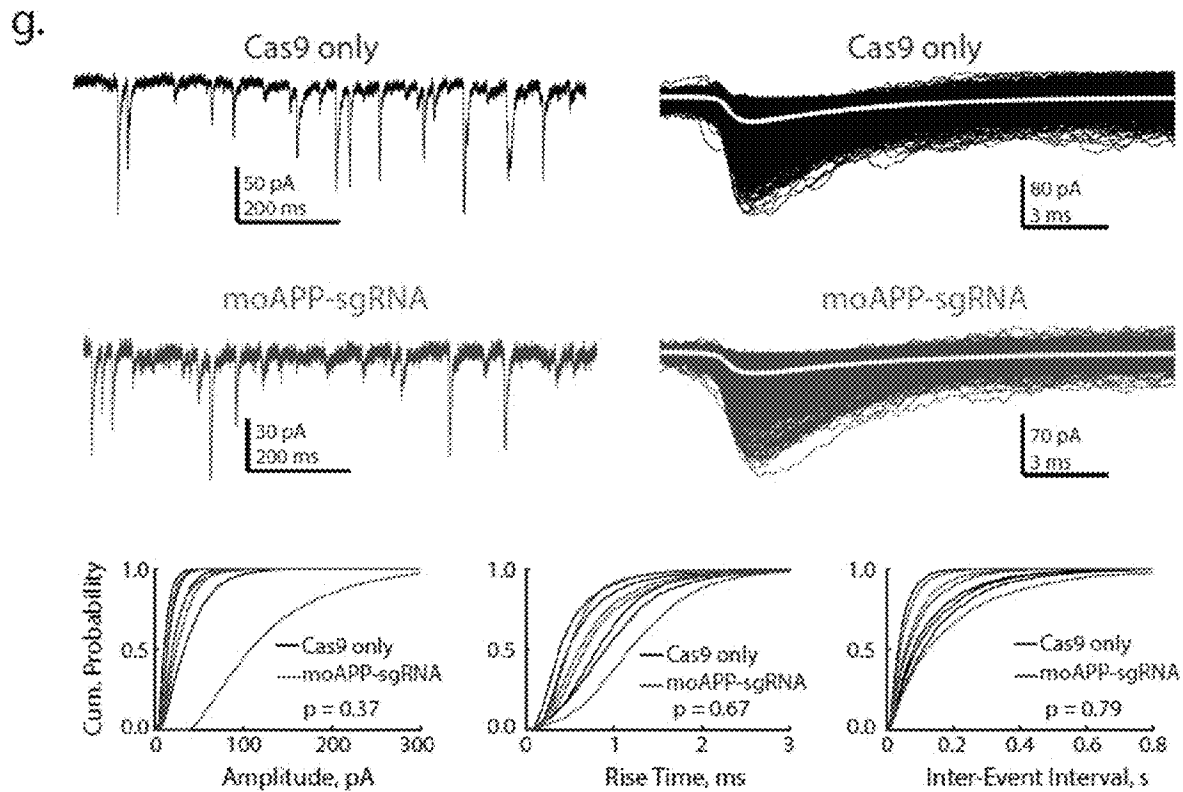 g.
Cas9 only
Cas9 only
50 pA
200 ms
80 pA
3 ms
moAPP-sgRNA
moAPP-sgRNA
30 pA
200 ms
70 pA
3 ms
Cum. Probability
1.0
0.5
0.0
Cas9 only
moAPP-sgRNA
p = 0.37
0 100 200 300
Amplitude, pA
1.0
0.5
0.0
Cas9 only
moAPP-sgRNA
p = 0.67
0 1 2 3
Rise Time, ms
1.0
0.5
0.0
Cas9 only
moAPP-sgRNA
p = 0.79
0 0.2 0.4 0.6 0.8
Inter-Event Interval, s